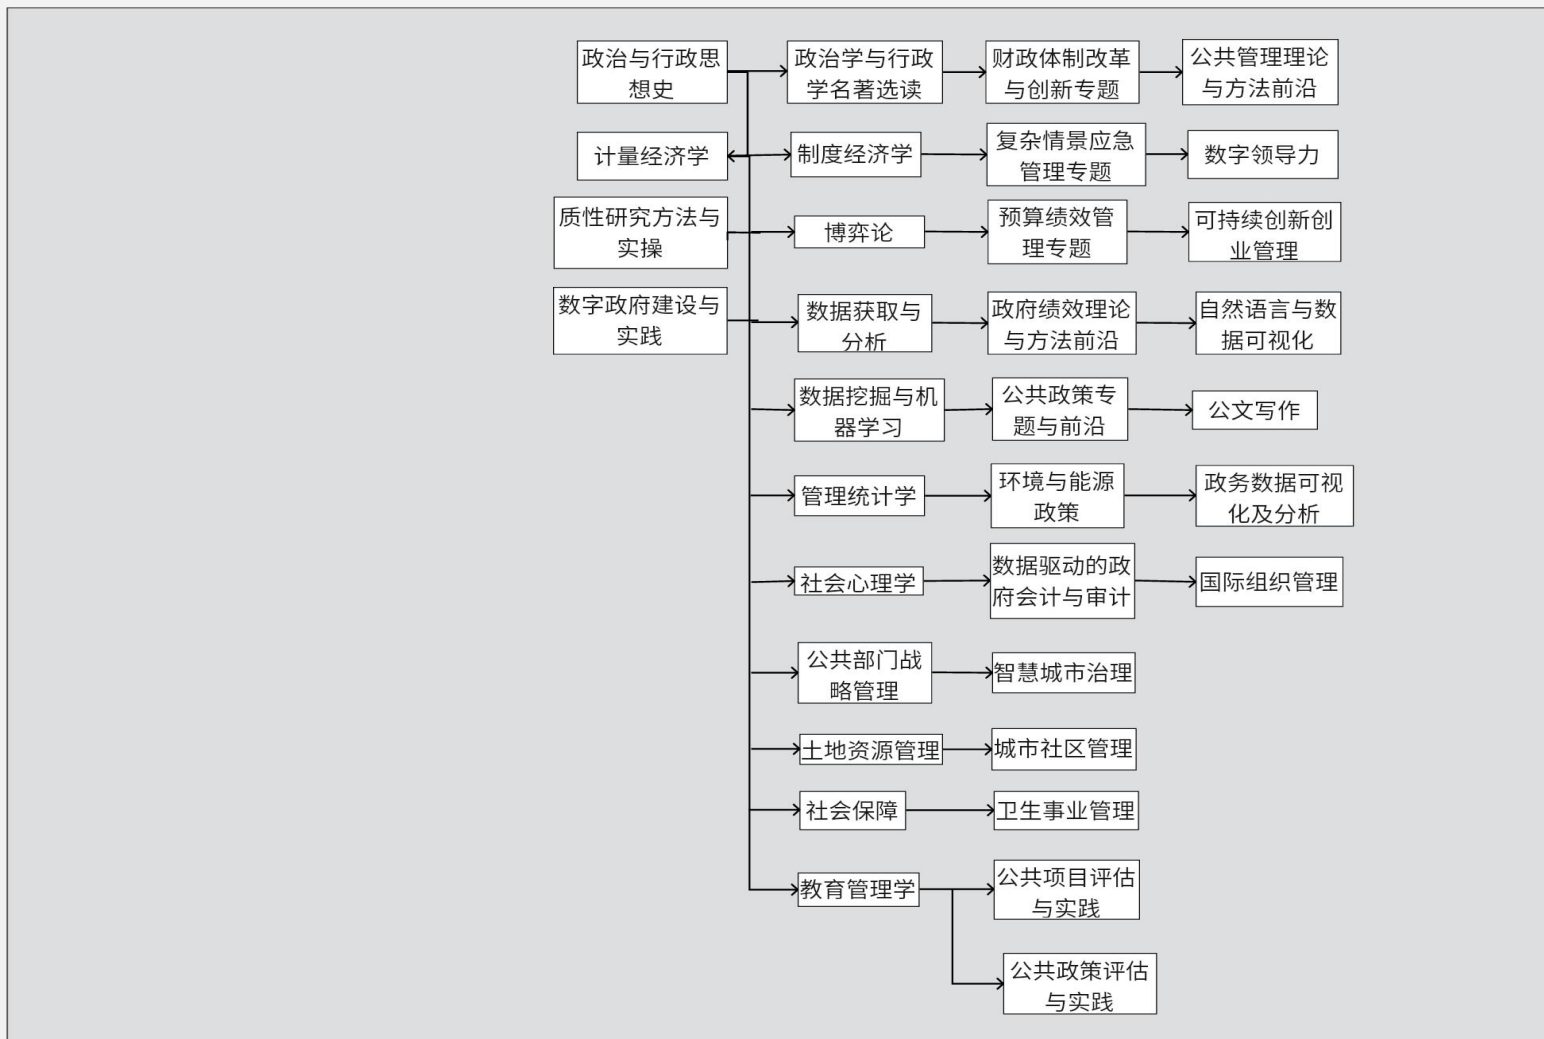 政治与行政思
想史
政治学与行政
学名著选读
财政体制改革
与创新专题
公共管理理论
与方法前沿
计量经济学
制度经济学
复杂情景应急
管理专题
数字领导力
质性研究方法与
实操
博弈论
预算绩效管
理专题
可持续创新创
业管理
数字政府建设与
实践
数据获取与
分析
政府绩效理论
与方法前沿
自然语言与数
据可视化
数据挖掘与机
器学习
公共政策专
题与前沿
公文写作
管理统计学
环境与能源
政策
政务数据可视
化及分析
社会心理学
数据驱动的政
府会计与审计
国际组织管理
公共部门战
略管理
智慧城市治理
土地资源管理
城市社区管理
社会保障
卫生事业管理
教育管理学
公共项目评估
与实践
公共政策评估
与实践